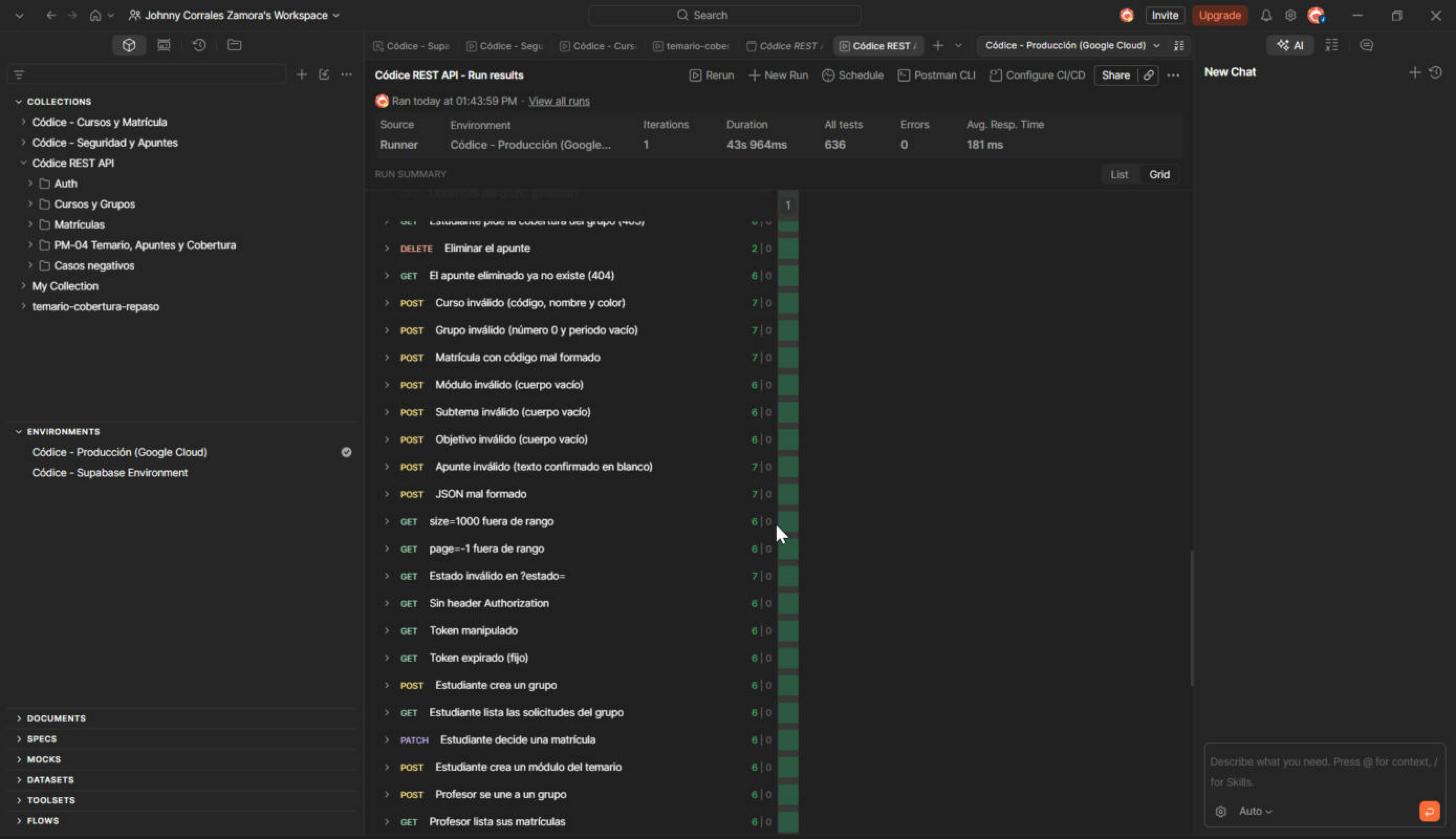 Johnny Corrales Zamora's Workspace
Search
Invite
Upgrade
Códice - Supa
Códice - Segu
Códice - Curs
temario-cobe
Códice REST
Códice REST
Códice - Producción (Google Cloud)
AI
New Chat
COLLECTIONS
Códice - Cursos y Matrícula
Códice - Seguridad y Apuntes
Códice REST API
Auth
Cursos y Grupos
Matrículas
PM-04 Temario, Apuntes y Cobertura
Casos negativos
My Collection
temario-cobertura-repaso
ENVIRONMENTS
Códice - Producción (Google Cloud)
Códice - Supabase Environment
DOCUMENTS
SPECS
MOCKS
DATASETS
TOOLSETS
FLOWS
Códice REST API - Run results
Rerun
New Run
Schedule
Postman CLI
Configure CI/CD
Share
Ran today at 01:43:59 PM · View all runs
Source Environment Iterations Duration All tests Errors Avg. Resp. Time
Runner Códice - Producción (Google... 1 43s 964ms 636 0 181 ms
RUN SUMMARY
List Grid
1
GET Estudiante pide la cobertura del grupo (403) 6|0
DELETE Eliminar el apunte 2|0
GET El apunte eliminado ya no existe (404) 6|0
POST Curso inválido (código, nombre y color) 7|0
POST Grupo inválido (número 0 y periodo vacío) 7|0
POST Matrícula con código mal formado 7|0
POST Módulo inválido (cuerpo vacío) 6|0
POST Subtema inválido (cuerpo vacío) 6|0
POST Objetivo inválido (cuerpo vacío) 6|0
POST Apunte inválido (texto confirmado en blanco) 7|0
POST JSON mal formado 7|0
GET size=1000 fuera de rango 6|0
GET page=-1 fuera de rango 6|0
GET Estado inválido en ?estado= 7|0
GET Sin header Authorization 6|0
GET Token manipulado 6|0
GET Token expirado (fijo) 6|0
POST Estudiante crea un grupo 6|0
GET Estudiante lista las solicitudes del grupo 6|0
PATCH Estudiante decide una matrícula 6|0
POST Estudiante crea un módulo del temario 6|0
POST Profesor se une a un grupo 6|0
GET Profesor lista sus matrículas 6|0
Describe what you need. Press @ for context, /
for Skills.
Auto